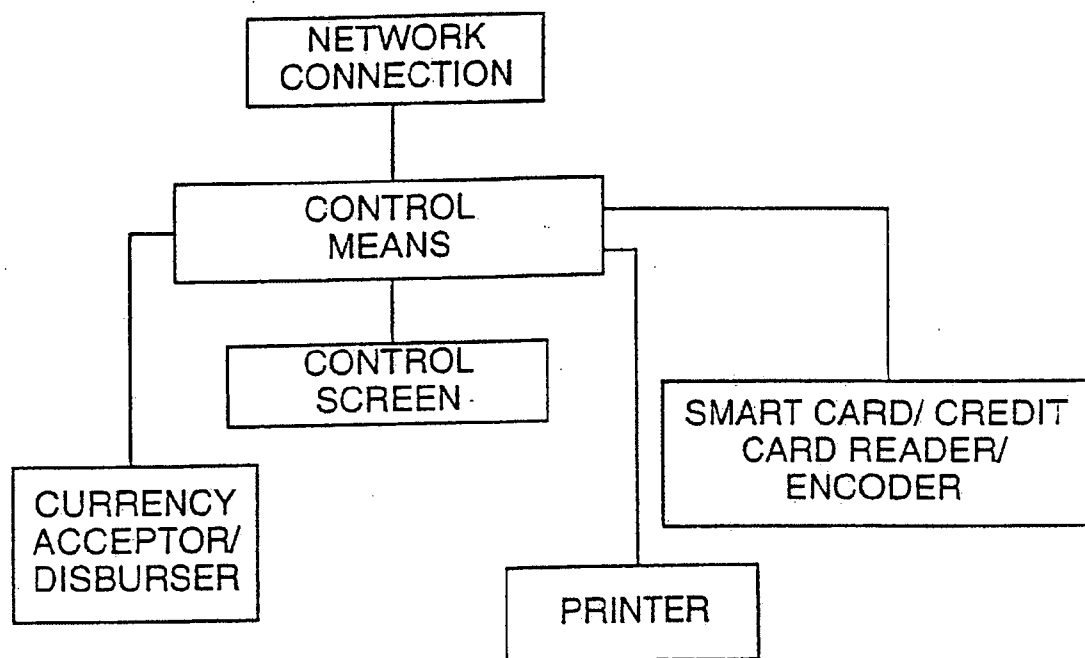 NETWORK
CONNECTION
CONTROL
MEANS
CONTROL
SCREEN
SMART CARD/ CREDIT
CARD READER/
ENCODER
CURRENCY
ACCEPTOR/
DISBURSER
PRINTER